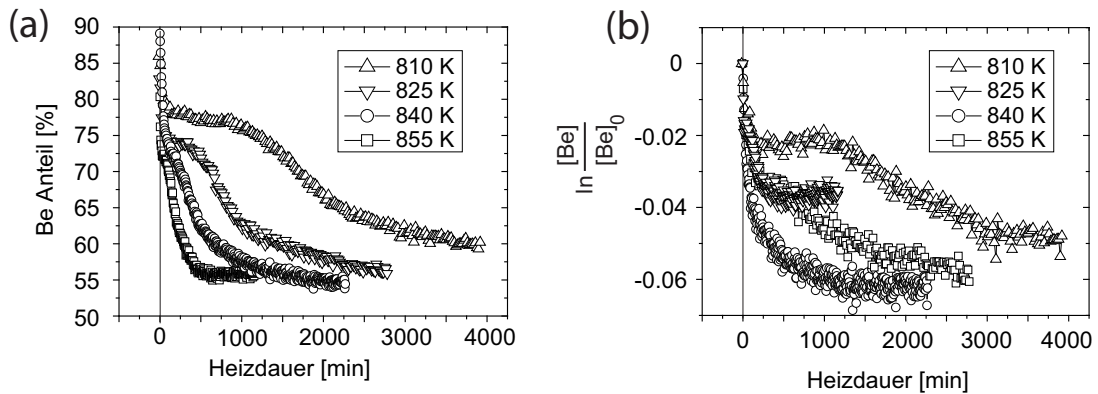 (a)
90
85
80
75
70
65
60
55
50
Be Anteil [%]
810 K
825 K
840 K
855 K
0
1000
2000
3000
4000
Heizdauer [min]
(b)
0
-0.02
-0.04
-0.06
ln [Be] / [Be]0
810 K
825 K
840 K
855 K
0
1000
2000
3000
4000
Heizdauer [min]